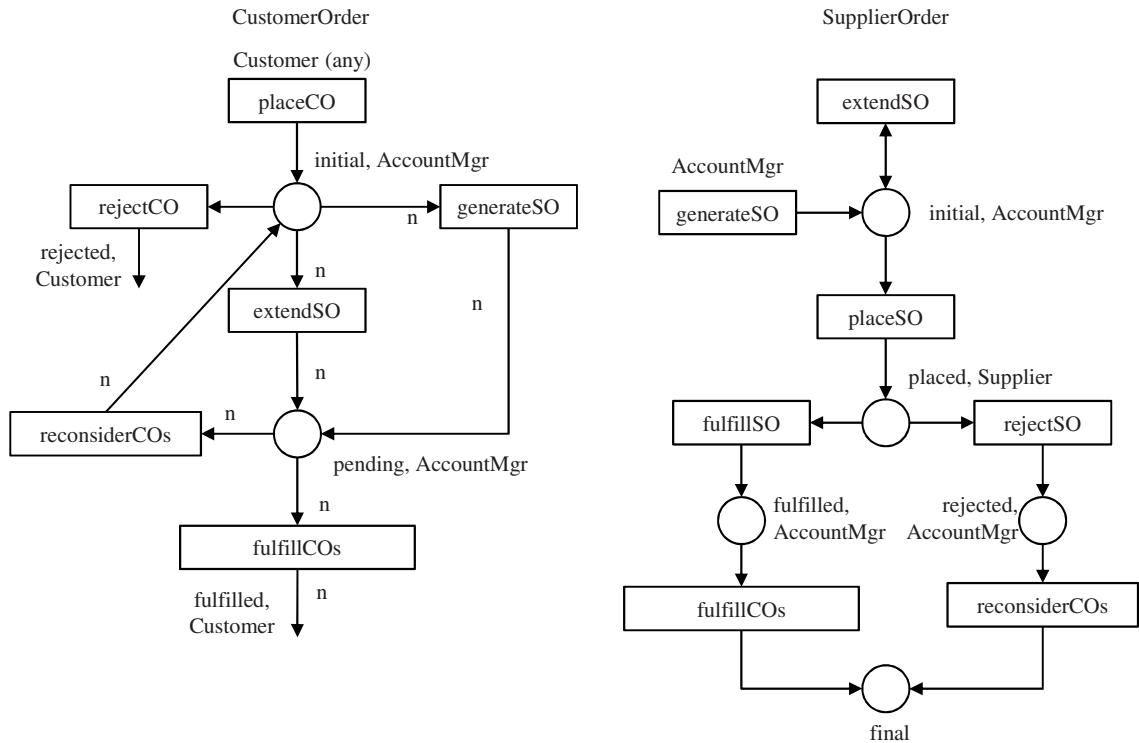 CustomerOrder
Customer (any)
placeCO
initial, AccountMgr
rejectCO
n
generateSO
rejected,
Customer
n
extendSO
n
n
n
reconsiderCOs
n
pending, AccountMgr
n
fulfillCOs
n
fulfilled,
Customer
SupplierOrder
extendSO
AccountMgr
generateSO
initial, AccountMgr
placeSO
placed, Supplier
fulfillSO
rejectSO
fulfilled,
AccountMgr
rejected,
AccountMgr
fulfillCOs
reconsiderCOs
final